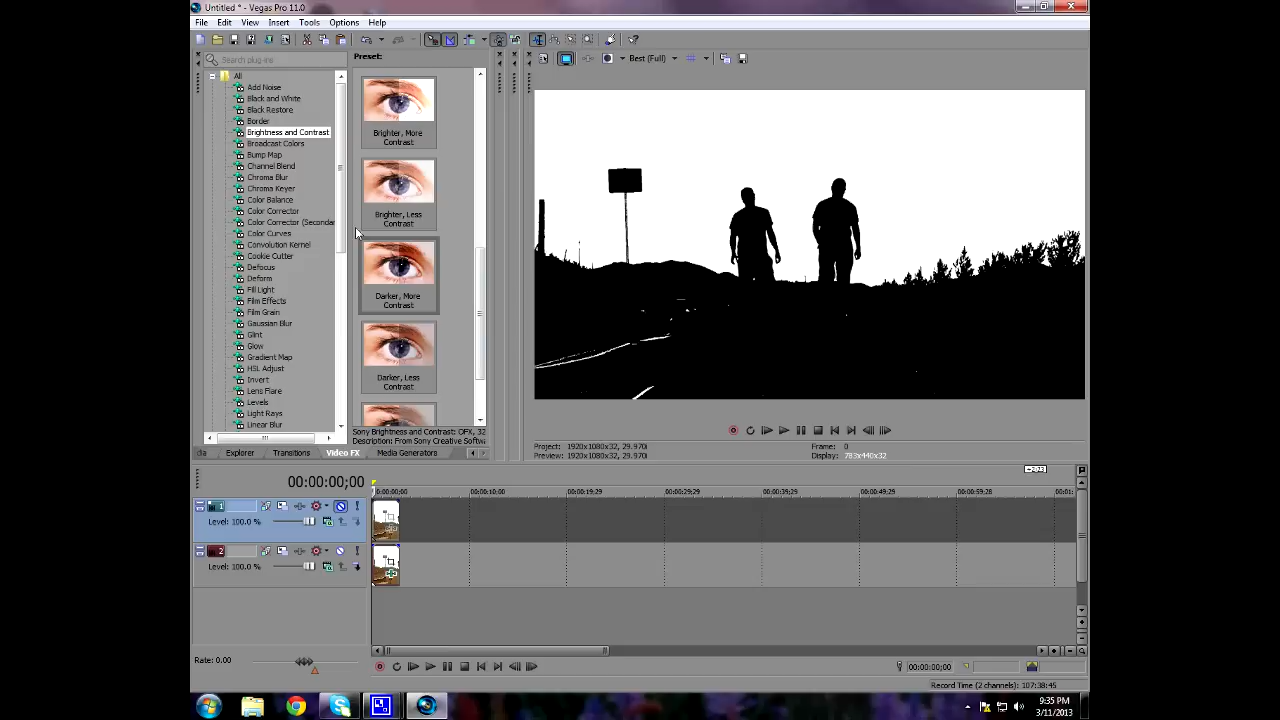 Untitled * - Vegas Pro 11.0
File Edit View Insert Tools Options Help
Search plug-ins
Preset:
Best (Full)
All
Add Noise
Black and White
Black Restore
Border
Brightness and Contrast
Broadcast Colors
Bump Map
Channel Blend
Chroma Blur
Chroma Keyer
Color Balance
Color Corrector
Color Corrector (Secondar
Color Curves
Convolution Kernel
Cookie Cutter
Defocus
Deform
Fill Light
Film Effects
Film Grain
Gaussian Blur
Glint
Glow
Gradient Map
HSL Adjust
Invert
Lens Flare
Levels
Light Rays
Linear Blur
Brighter, More
Contrast
Brighter, Less
Contrast
Darker, More
Contrast
Darker, Less
Contrast
Sony Brightness and Contrast: OFX, 32
Description: From Sony Creative Softwa
da Explorer Transitions Video FX Media Generators
Project: 1920x1080x32, 29.970i
Preview: 1920x1080x32, 29.970i
Frame: 0
Display: 783x440x32
00:00:00;00
00:00:00;00 00:00:10;00 00:00:19;29 00:00:29;29 00:00:39;29 00:00:49;29 00:00:59;28 00:01:
1
Level: 100.0 %
2
Level: 100.0 %
Rate: 0.00
00:00:00;00
Record Time (2 channels): 107:38:45
9:35 PM
3/11/2013